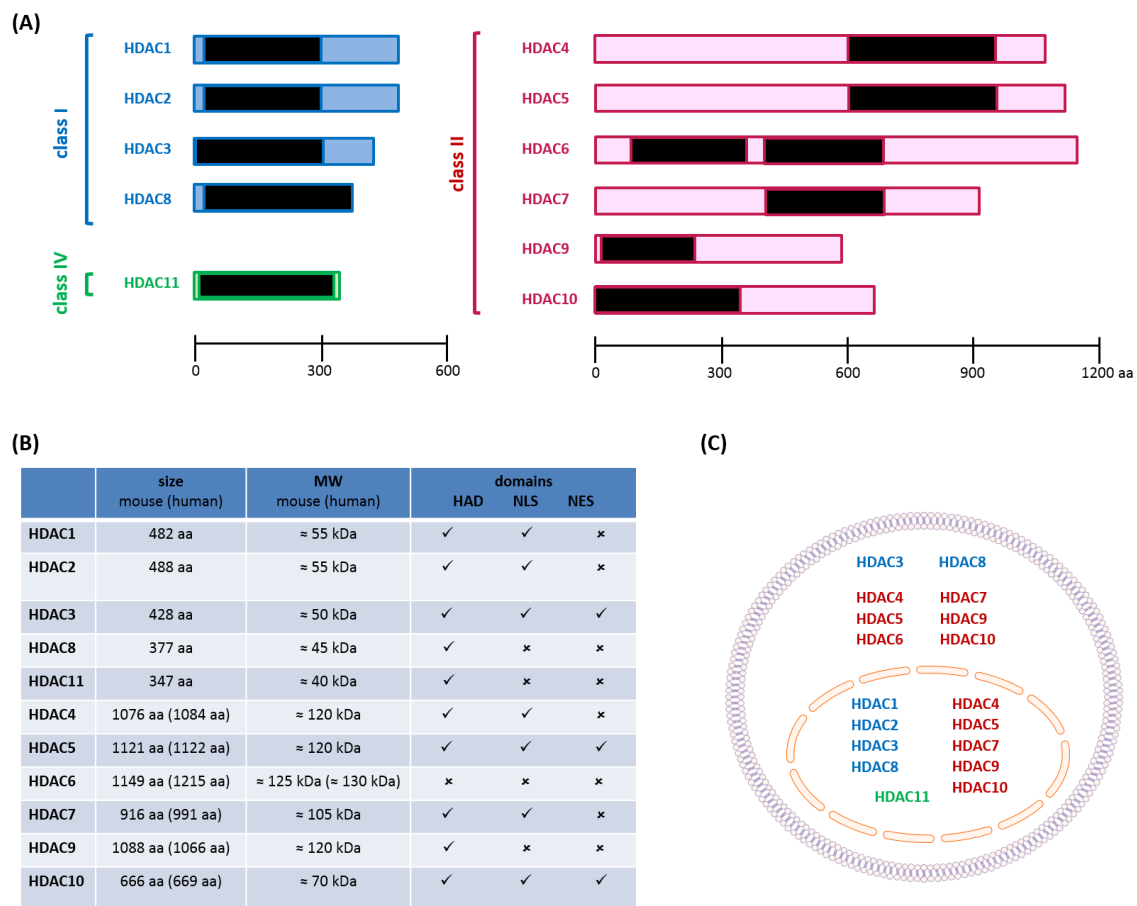 (A)
class I
HDAC1
HDAC2
HDAC3
HDAC8
class IV
HDAC11
0 300 600
class II
HDAC4
HDAC5
HDAC6
HDAC7
HDAC9
HDAC10
0 300 600 900 1200 aa
(B)
size MW domains
mouse (human) mouse (human) HAD NLS NES
HDAC1 482 aa ≈ 55 kDa ✓ ✓ ×
HDAC2 488 aa ≈ 55 kDa ✓ ✓ ×
HDAC3 428 aa ≈ 50 kDa ✓ ✓ ✓
HDAC8 377 aa ≈ 45 kDa ✓ × ×
HDAC11 347 aa ≈ 40 kDa ✓ × ×
HDAC4 1076 aa (1084 aa) ≈ 120 kDa ✓ ✓ ×
HDAC5 1121 aa (1122 aa) ≈ 120 kDa ✓ ✓ ✓
HDAC6 1149 aa (1215 aa) ≈ 125 kDa (≈ 130 kDa) × × ×
HDAC7 916 aa (991 aa) ≈ 105 kDa ✓ ✓ ×
HDAC9 1088 aa (1066 aa) ≈ 120 kDa ✓ × ×
HDAC10 666 aa (669 aa) ≈ 70 kDa ✓ ✓ ✓
(C)
HDAC3 HDAC8
HDAC4 HDAC7
HDAC5 HDAC9
HDAC6 HDAC10
HDAC1 HDAC4
HDAC2 HDAC5
HDAC3 HDAC7
HDAC8 HDAC9
HDAC10
HDAC11